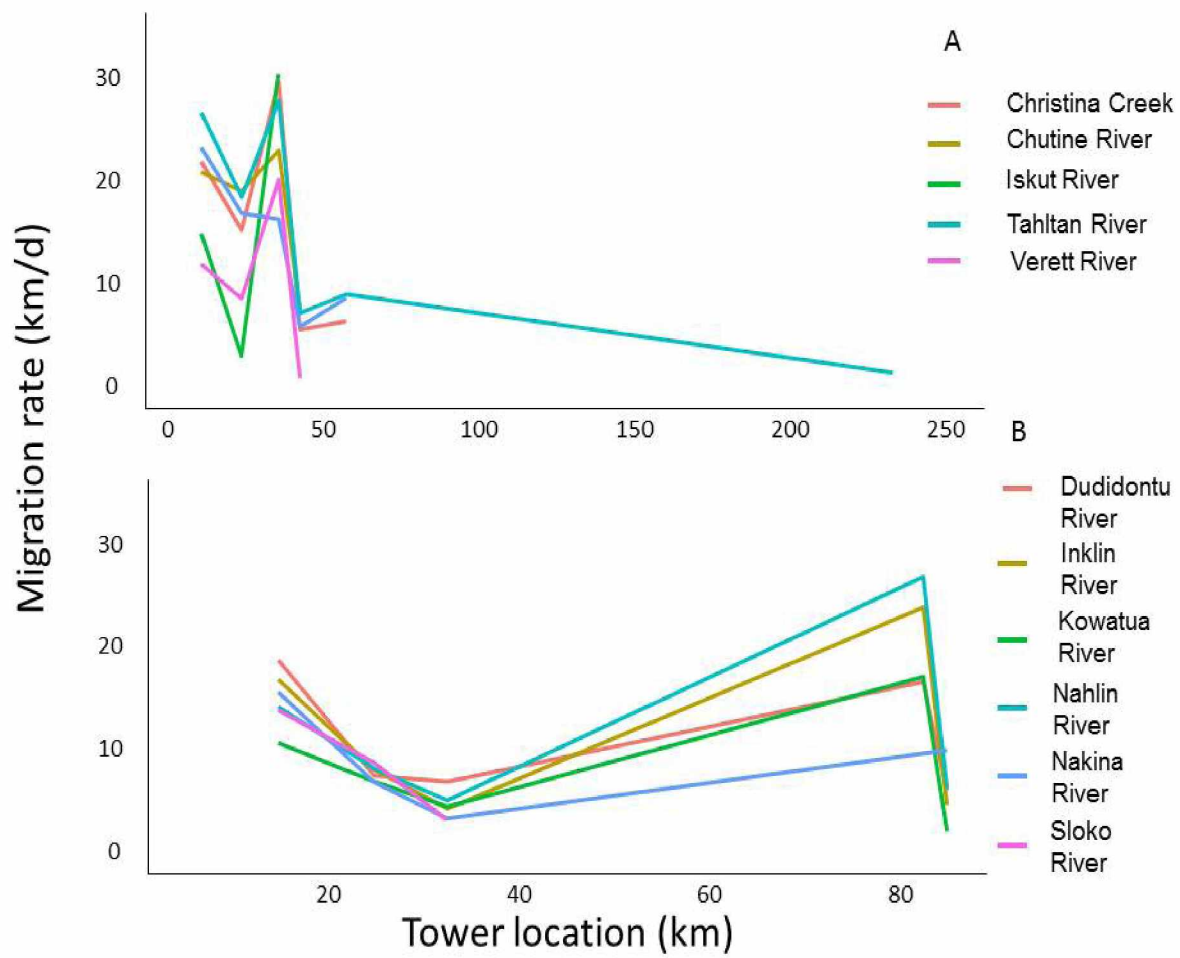 A
30
20
10
0
Christina Creek
Chutine River
Iskut River
Tahltan River
Verett River
0 50 100 150 200 250
Migration rate (km/d)
B
30
20
10
0
Dudidontu
River
Inklin
River
Kowatua
River
Nahlin
River
Nakina
River
Sloko
River
20 40 60 80
Tower location (km)